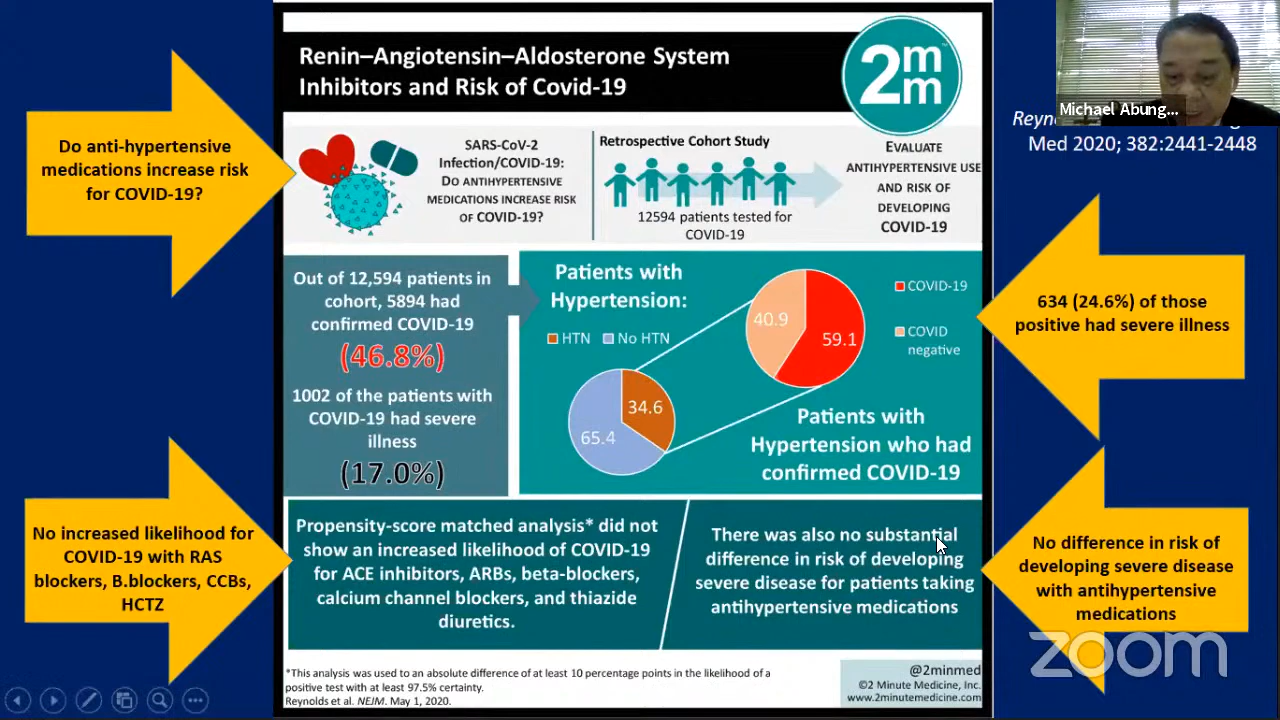 Renin–Angiotensin–Aldosterone System
Inhibitors and Risk of Covid-19
2m
m
Michael Abung...
Med 2020; 382:2441-2448
Do anti-hypertensive
medications increase risk
for COVID-19?
SARS-CoV-2
Infection/COVID-19:
DO ANTIHYPERTENSIVE
MEDICATIONS INCREASE RISK
OF COVID-19?
Retrospective Cohort Study
12594 patients tested for
COVID-19
EVALUATE
ANTIHYPERTENSIVE USE
AND RISK OF
DEVELOPING
COVID-19
Out of 12,594 patients in
cohort, 5894 had
confirmed COVID-19
(46.8%)
1002 of the patients with
COVID-19 had severe
illness
(17.0%)
Patients with
Hypertension:
HTN No HTN
34.6
65.4
40.9
59.1
COVID-19
COVID
negative
Patients with
Hypertension who had
confirmed COVID-19
634 (24.6%) of those
positive had severe illness
No increased likelihood for
COVID-19 with RAS
blockers, B.blockers, CCBs,
HCTZ
Propensity-score matched analysis* did not
show an increased likelihood of COVID-19
for ACE inhibitors, ARBs, beta-blockers,
calcium channel blockers, and thiazide
diuretics.
There was also no substantial
difference in risk of developing
severe disease for patients taking
antihypertensive medications
No difference in risk of
developing severe disease
with antihypertensive
medications
zoom
*This analysis was used to an absolute difference of at least 10 percentage points in the likelihood of a
positive test with at least 97.5% certainty.
Reynolds et al. NEJM. May 1, 2020.
@2minmed
©2 Minute Medicine, Inc.
www.2minutemedicine.com